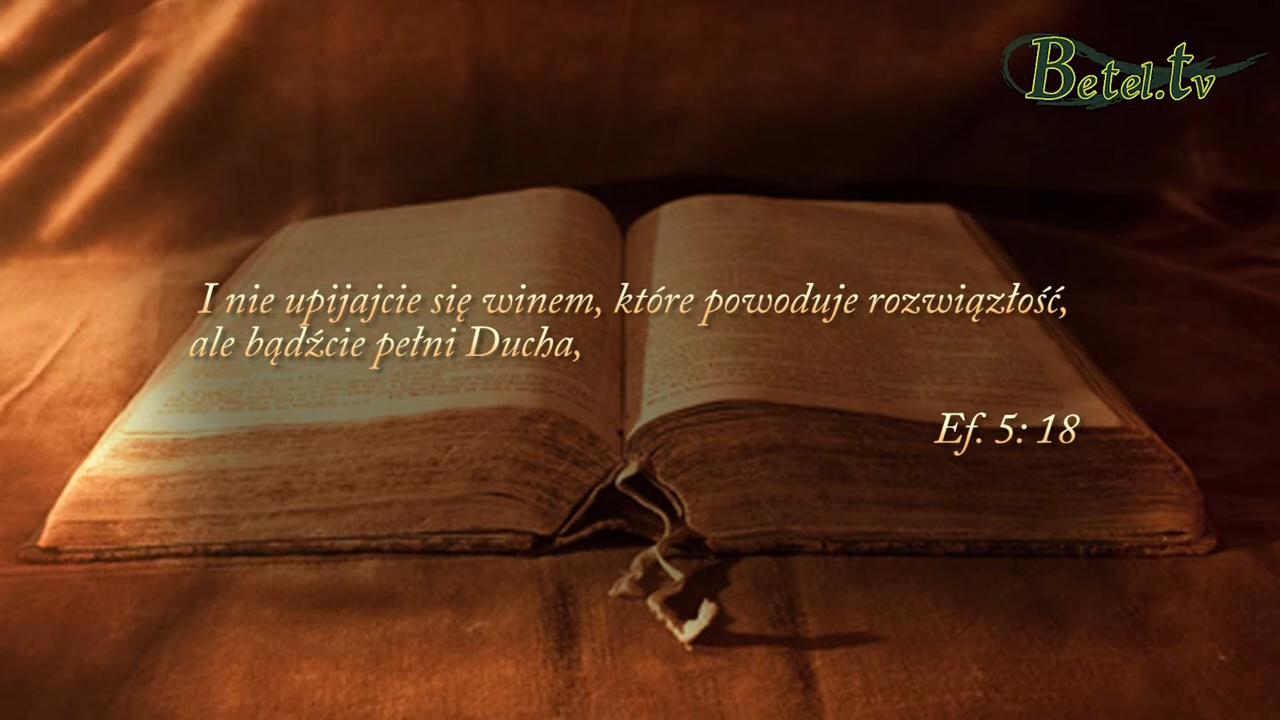 Betel.tv
I nie upijajcie się winem, które powoduje rozwiązłość,
ale bądźcie pełni Ducha,
Ef. 5: 18